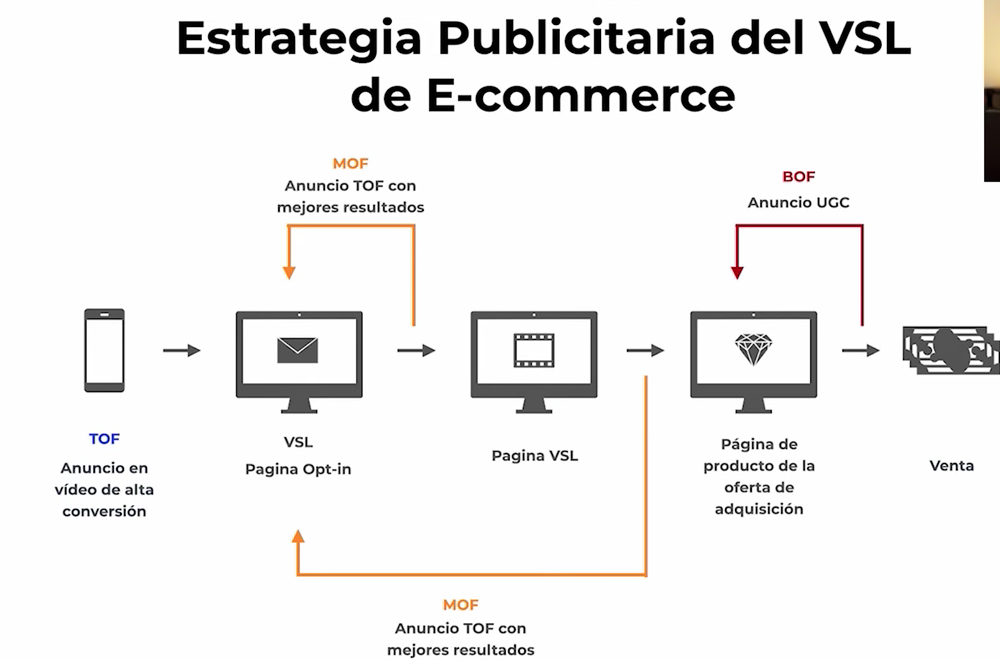 Estrategia Publicitaria del VSL
de E-commerce
MOF
Anuncio TOF con
mejores resultados
BOF
Anuncio UGC
TOF
Anuncio en
vídeo de alta
conversión
VSL
Pagina Opt-in
Pagina VSL
Página de
producto de la
oferta de
adquisición
Venta
MOF
Anuncio TOF con
mejores resultados